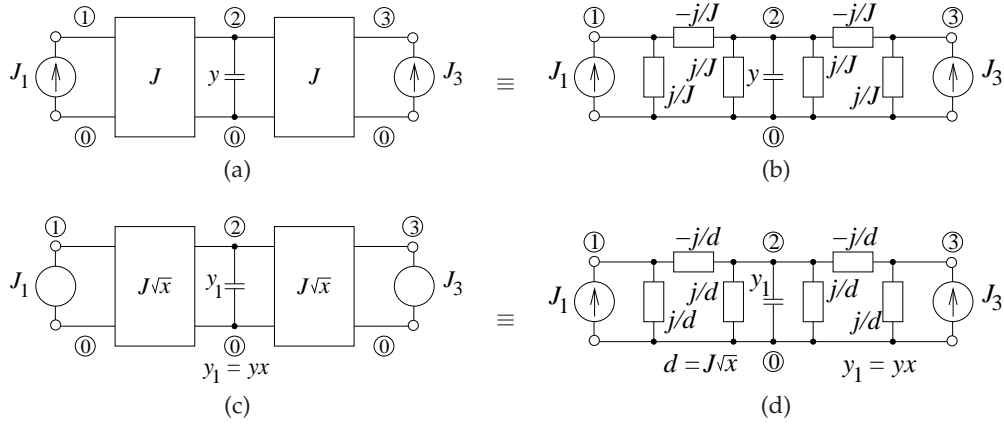 ① ② ③
J₁ J y J J₃
⓪ ⓪ ⓪
(a)
≡
① −j/J ② −j/J ③
J₁ j/J j/J y j/J j/J J₃
⓪
(b)
① ② ③
J₁ J√x y₁ J√x J₃
⓪ ⓪ ⓪
y₁ = yx
(c)
≡
① −j/d ② −j/d ③
J₁ j/d j/d y₁ j/d j/d J₃
d = J√x ⓪ y₁ = yx
(d)